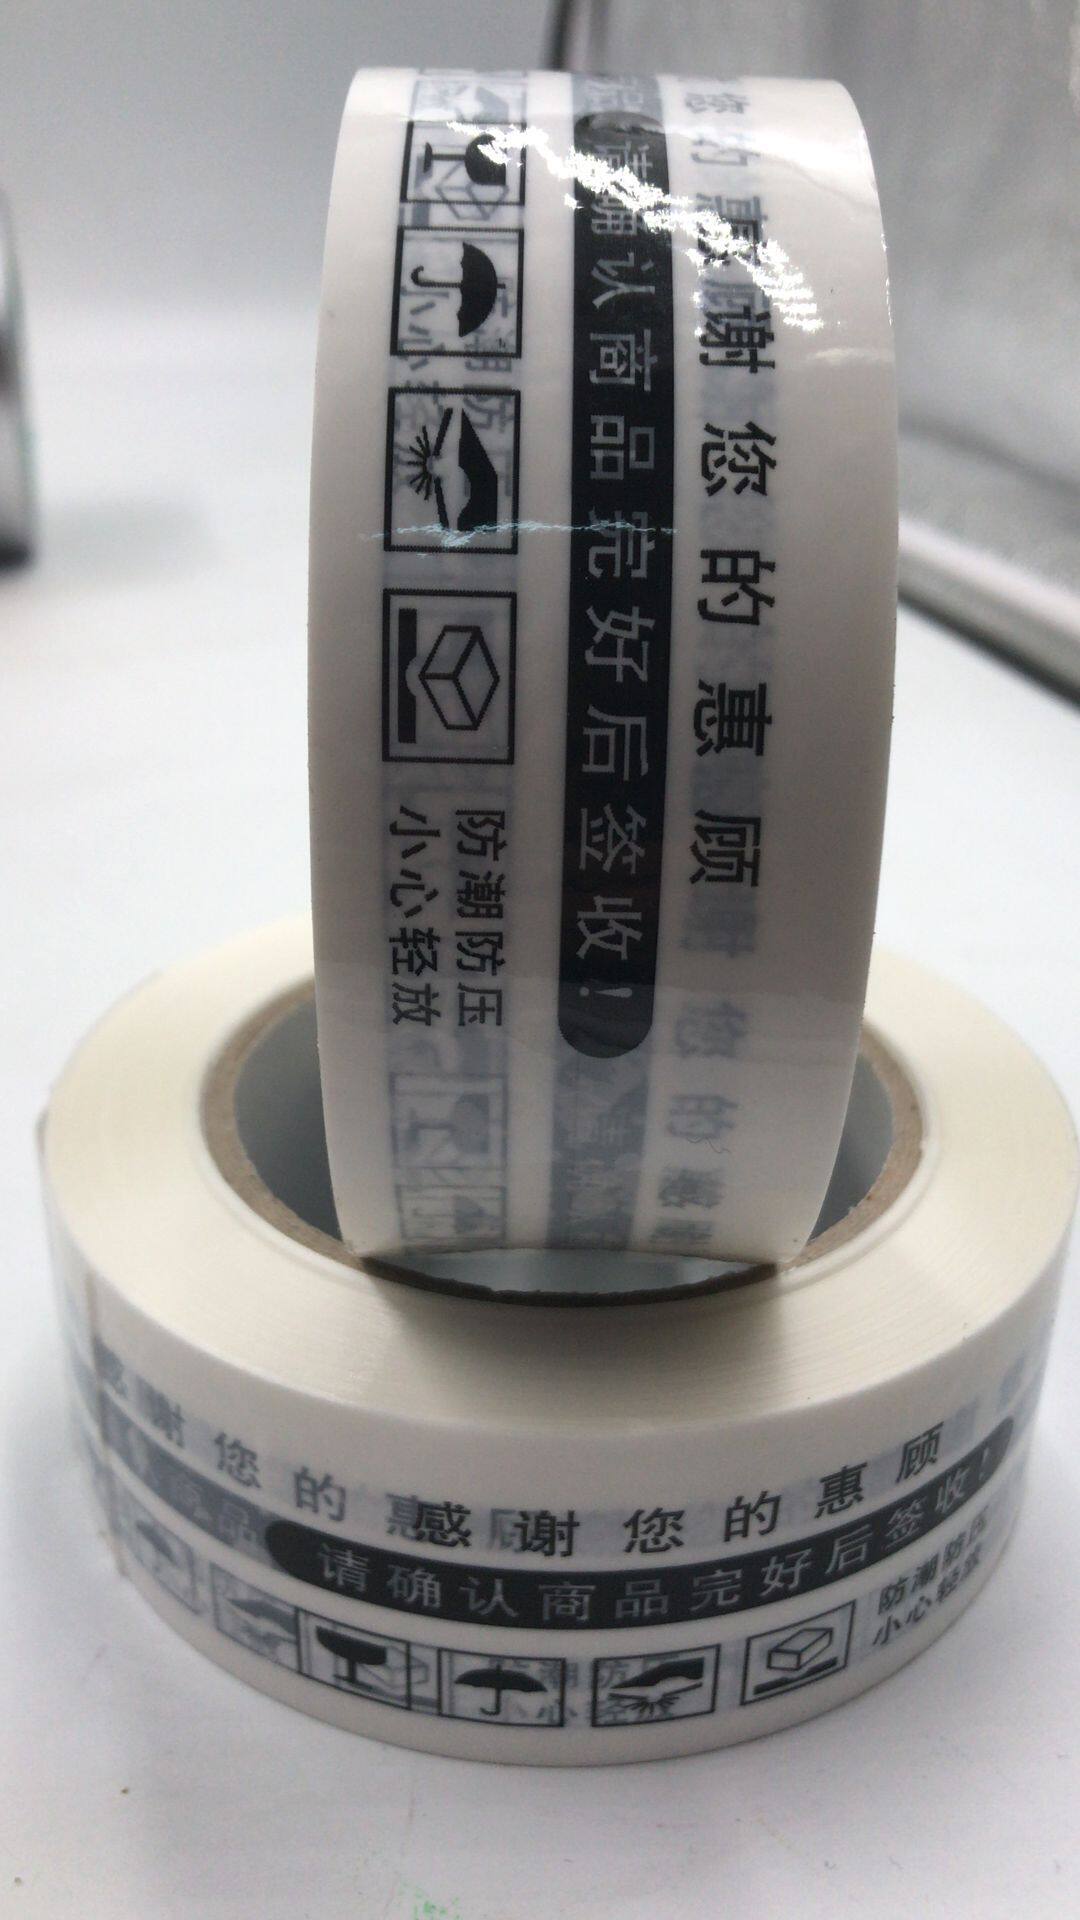 谢您的惠顾
请确认商品完好后签收！
防潮防压
小心轻放
感谢您的惠顾
请确认商品完好后签收！
防潮防压
小心轻放